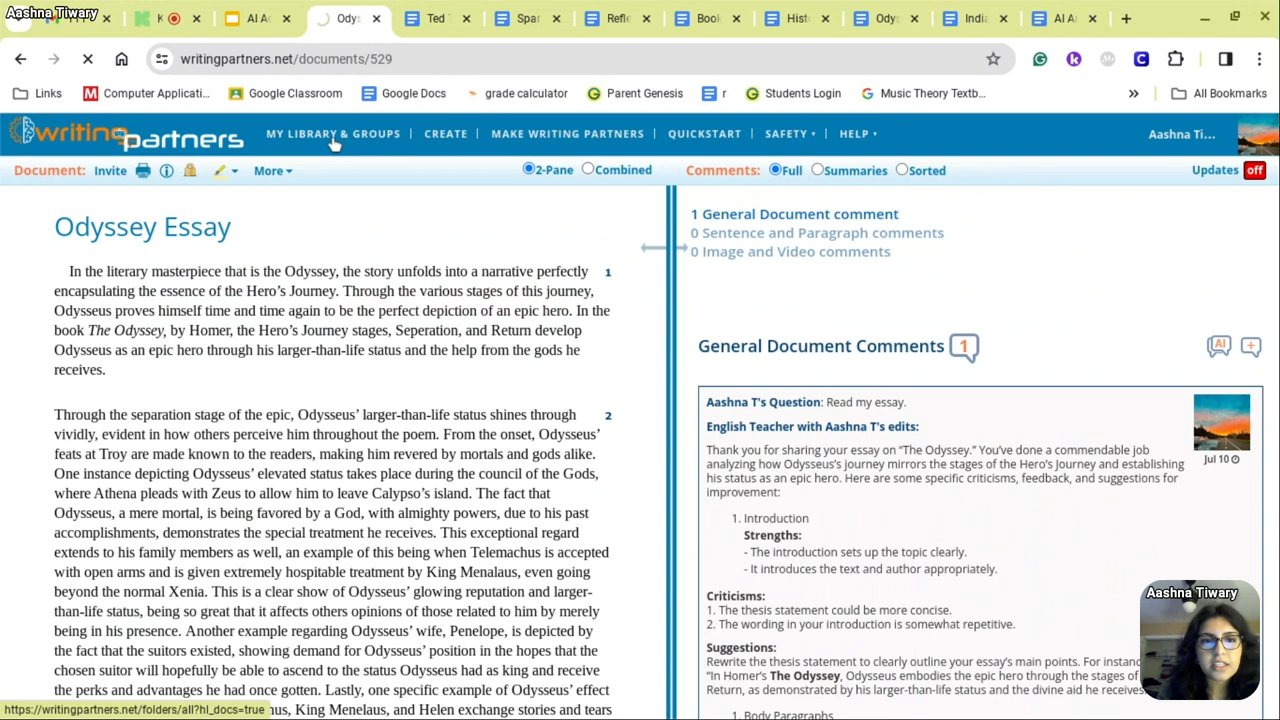 Aashna Tiwary
AI A
Odys
Ted
Spar
Refle
Book
Hist
Odys
India
AI A
writingpartners.net/documents/529
Links
Computer Applicati...
Google Classroom
Google Docs
grade calculator
Parent Genesis
r
Students Login
Music Theory Textb...
All Bookmarks
writingpartners
MY LIBRARY & GROUPS
CREATE
MAKE WRITING PARTNERS
QUICKSTART
SAFETY
HELP
Aashna Ti...
Document:
Invite
More
2-Pane
Combined
Comments:
Full
Summaries
Sorted
Updates
off
Odyssey Essay
In the literary masterpiece that is the Odyssey, the story unfolds into a narrative perfectly 1
encapsulating the essence of the Hero's Journey. Through the various stages of this journey,
Odysseus proves himself time and time again to be the perfect depiction of an epic hero. In the
book The Odyssey, by Homer, the Hero's Journey stages, Seperation, and Return develop
Odysseus as an epic hero through his larger-than-life status and the help from the gods he
receives.
Through the separation stage of the epic, Odysseus' larger-than-life status shines through 2
vividly, evident in how others perceive him throughout the poem. From the onset, Odysseus'
feats at Troy are made known to the readers, making him revered by mortals and gods alike.
One instance depicting Odysseus' elevated status takes place during the council of the Gods,
where Athena pleads with Zeus to allow him to leave Calypso's island. The fact that
Odysseus, a mere mortal, is being favored by a God, with almighty powers, due to his past
accomplishments, demonstrates the special treatment he receives. This exceptional regard
extends to his family members as well, an example of this being when Telemachus is accepted
with open arms and is given extremely hospitable treatment by King Menalaus, even going
beyond the normal Xenia. This is a clear show of Odysseus' glowing reputation and larger-
than-life status, being so great that it affects others opinions of those related to him by merely
being in his presence. Another example regarding Odysseus' wife, Penelope, is depicted by
the fact that the suitors existed, showing demand for Odysseus' position in the hopes that the
chosen suitor will hopefully be able to ascend to the status Odysseus had as king and receive
the perks and advantages he had once gotten. Lastly, one specific example of Odysseus' effect
us, King Menelaus, and Helen exchange stories and tears
https://writingpartners.net/folders/all?hl_docs=true
1 General Document comment
0 Sentence and Paragraph comments
0 Image and Video comments
General Document Comments 1
AI
+
Aashna T's Question: Read my essay.
English Teacher with Aashna T's edits:
Jul 10
Thank you for sharing your essay on “The Odyssey.” You've done a commendable job
analyzing how Odysseus's journey mirrors the stages of the Hero's Journey and establishing
his status as an epic hero. Here are some specific criticisms, feedback, and suggestions for
improvement:
1. Introduction
Strengths:
- The introduction sets up the topic clearly.
- It introduces the text and author appropriately.
Criticisms:
1. The thesis statement could be more concise.
2. The wording in your introduction is somewhat repetitive.
Suggestions:
Rewrite the thesis statement to clearly outline your essay's main points. For instanc
“In Homer's The Odyssey, Odysseus embodies the epic hero through the stages of
Return, as demonstrated by his larger-than-life status and the divine aid he receives
1. Body Paragraphs
Aashna Tiwary